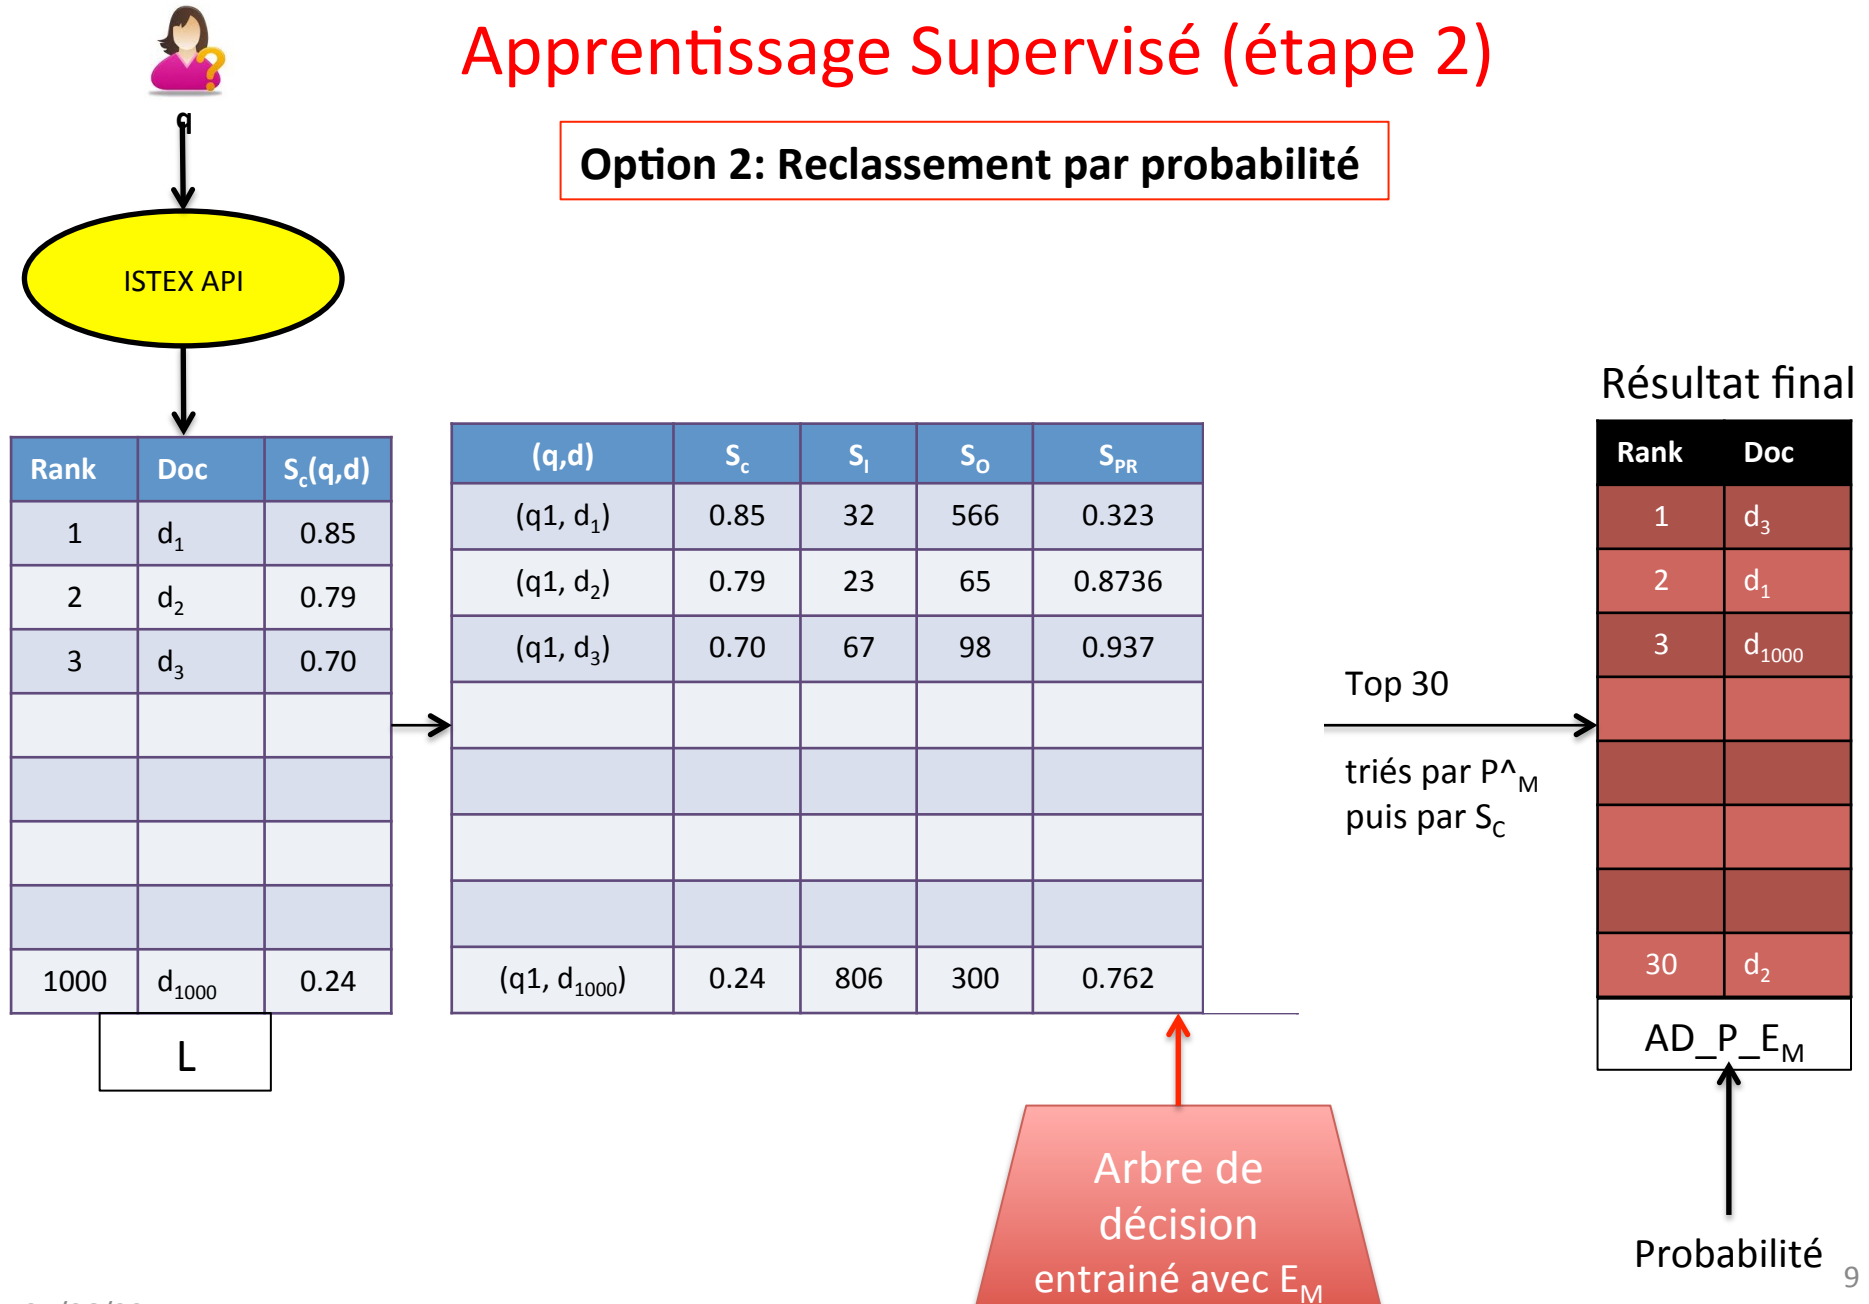 Apprentissage Supervisé (étape 2)
q
Option 2: Reclassement par probabilité
ISTEX API
Résultat final
Rank Doc Sc(q,d)
1 d1 0.85
2 d2 0.79
3 d3 0.70
1000 d1000 0.24
L
(q,d) Sc SI SO SPR
(q1, d1) 0.85 32 566 0.323
(q1, d2) 0.79 23 65 0.8736
(q1, d3) 0.70 67 98 0.937
(q1, d1000) 0.24 806 300 0.762
Top 30
triés par P^M
puis par SC
Rank Doc
1 d3
2 d1
3 d1000
30 d2
AD_P_EM
Arbre de
décision
entrainé avec EM
Probabilité
9